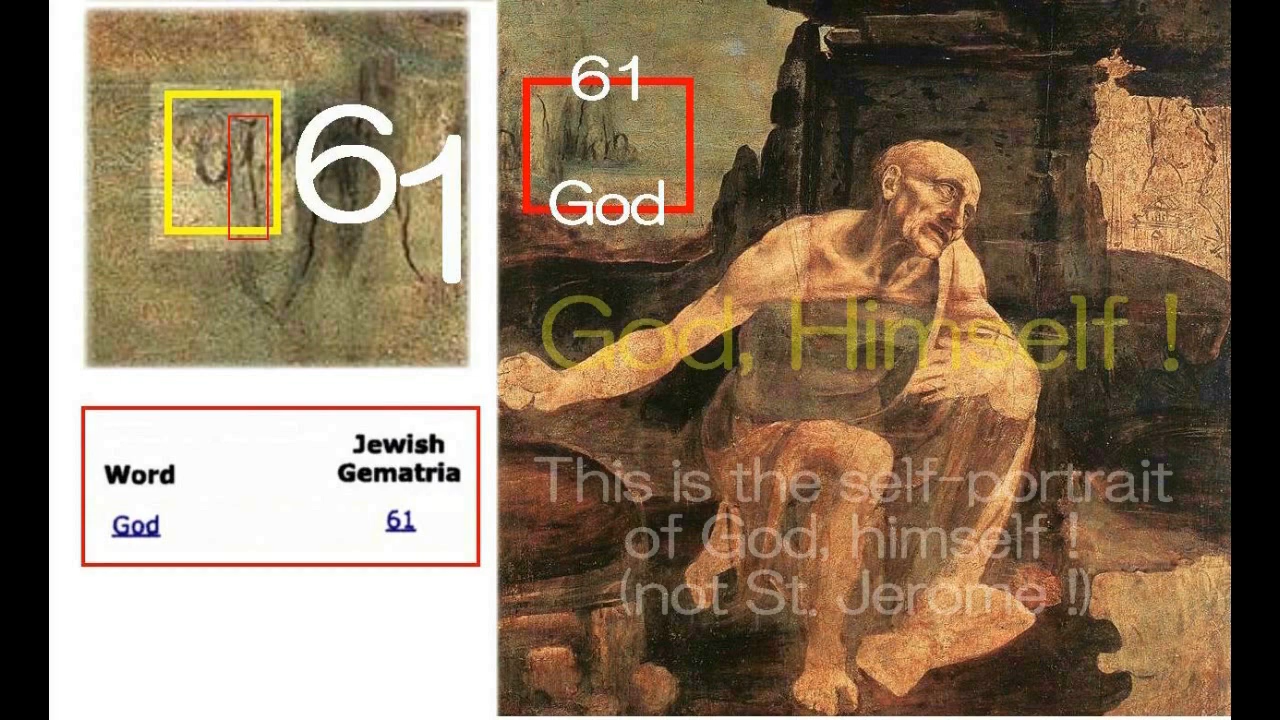 61
Word
Jewish
Gematria
God
61
61
God
God, Himself !
This is the self-portrait
of God, himself !
(not St. Jerome !)